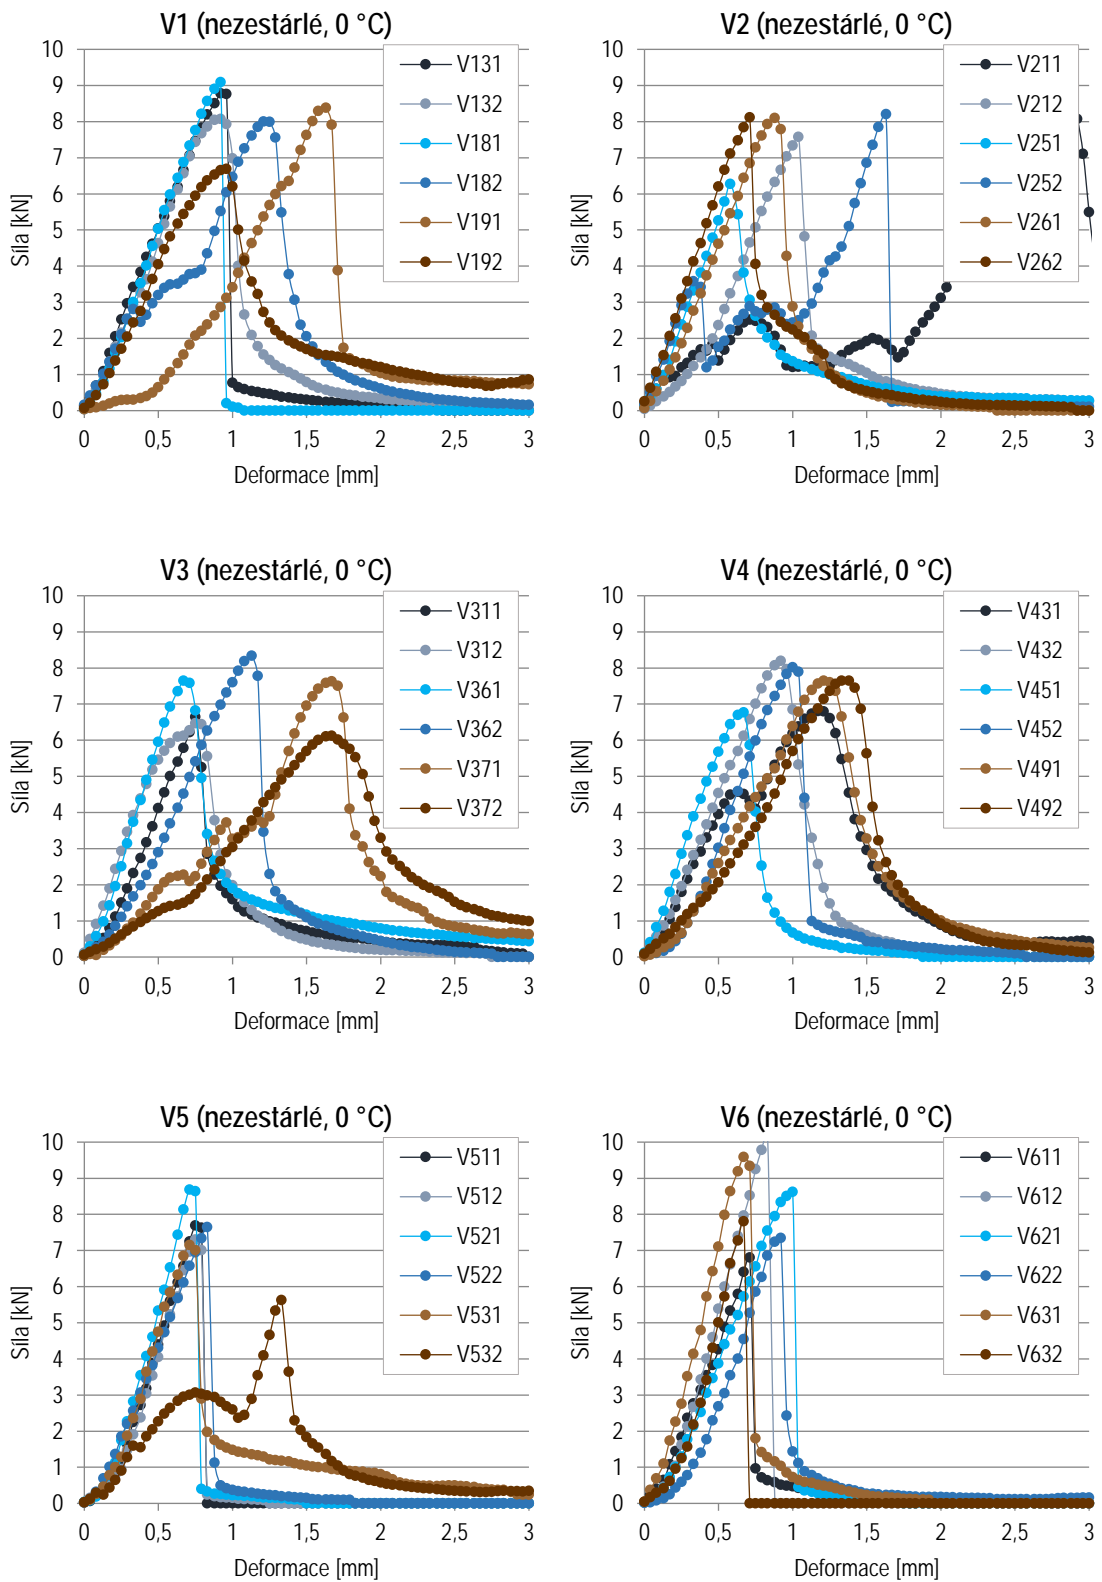 V1 (nezestárlé, 0 °C)
10
9
8
7
6
5
4
3
2
1
0
Síla [kN]
0 0,5 1 1,5 2 2,5 3
Deformace [mm]
V131
V132
V181
V182
V191
V192
V2 (nezestárlé, 0 °C)
10
9
8
7
6
5
4
3
2
1
0
Síla [kN]
0 0,5 1 1,5 2 2,5 3
Deformace [mm]
V211
V212
V251
V252
V261
V262
V3 (nezestárlé, 0 °C)
10
9
8
7
6
5
4
3
2
1
0
Síla [kN]
0 0,5 1 1,5 2 2,5 3
Deformace [mm]
V311
V312
V361
V362
V371
V372
V4 (nezestárlé, 0 °C)
10
9
8
7
6
5
4
3
2
1
0
Síla [kN]
0 0,5 1 1,5 2 2,5 3
Deformace [mm]
V431
V432
V451
V452
V491
V492
V5 (nezestárlé, 0 °C)
10
9
8
7
6
5
4
3
2
1
0
Síla [kN]
0 0,5 1 1,5 2 2,5 3
Deformace [mm]
V511
V512
V521
V522
V531
V532
V6 (nezestárlé, 0 °C)
10
9
8
7
6
5
4
3
2
1
0
Síla [kN]
0 0,5 1 1,5 2 2,5 3
Deformace [mm]
V611
V612
V621
V622
V631
V632